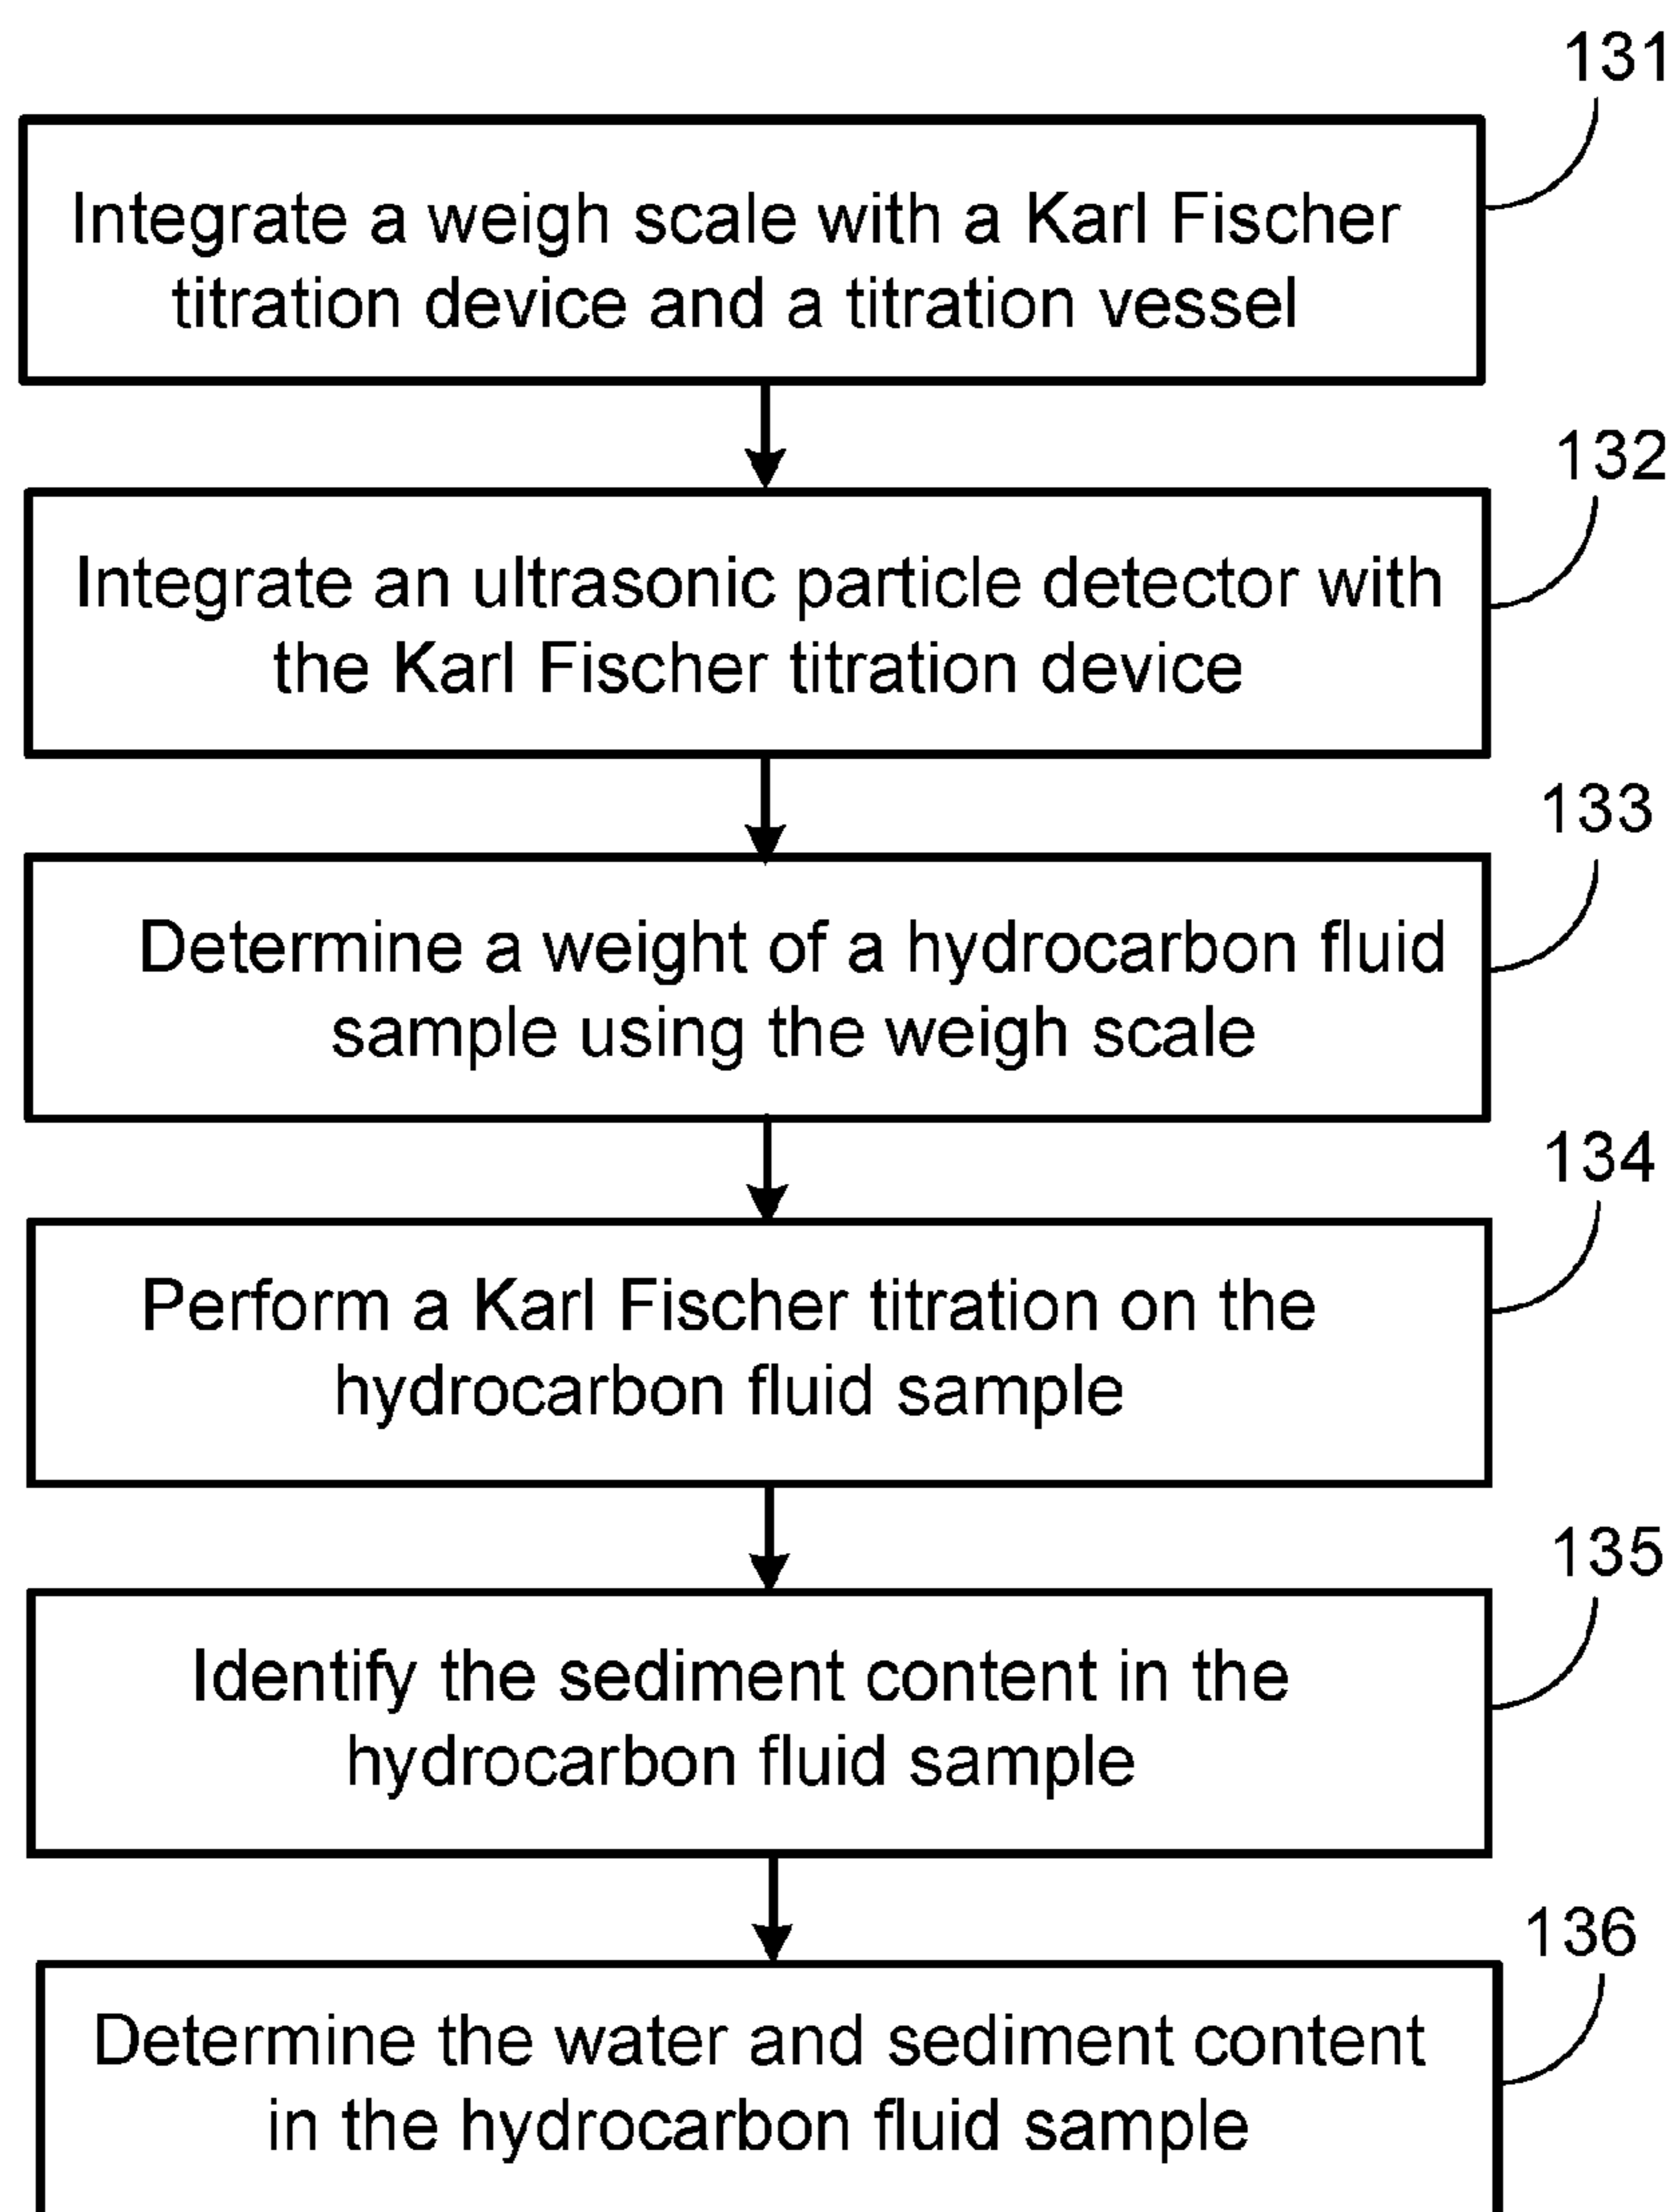 131
Integrate a weigh scale with a Karl Fischer
titration device and a titration vessel
132
Integrate an ultrasonic particle detector with
the Karl Fischer titration device
133
Determine a weight of a hydrocarbon fluid
sample using the weigh scale
134
Perform a Karl Fischer titration on the
hydrocarbon fluid sample
135
Identify the sediment content in the
hydrocarbon fluid sample
136
Determine the water and sediment content
in the hydrocarbon fluid sample